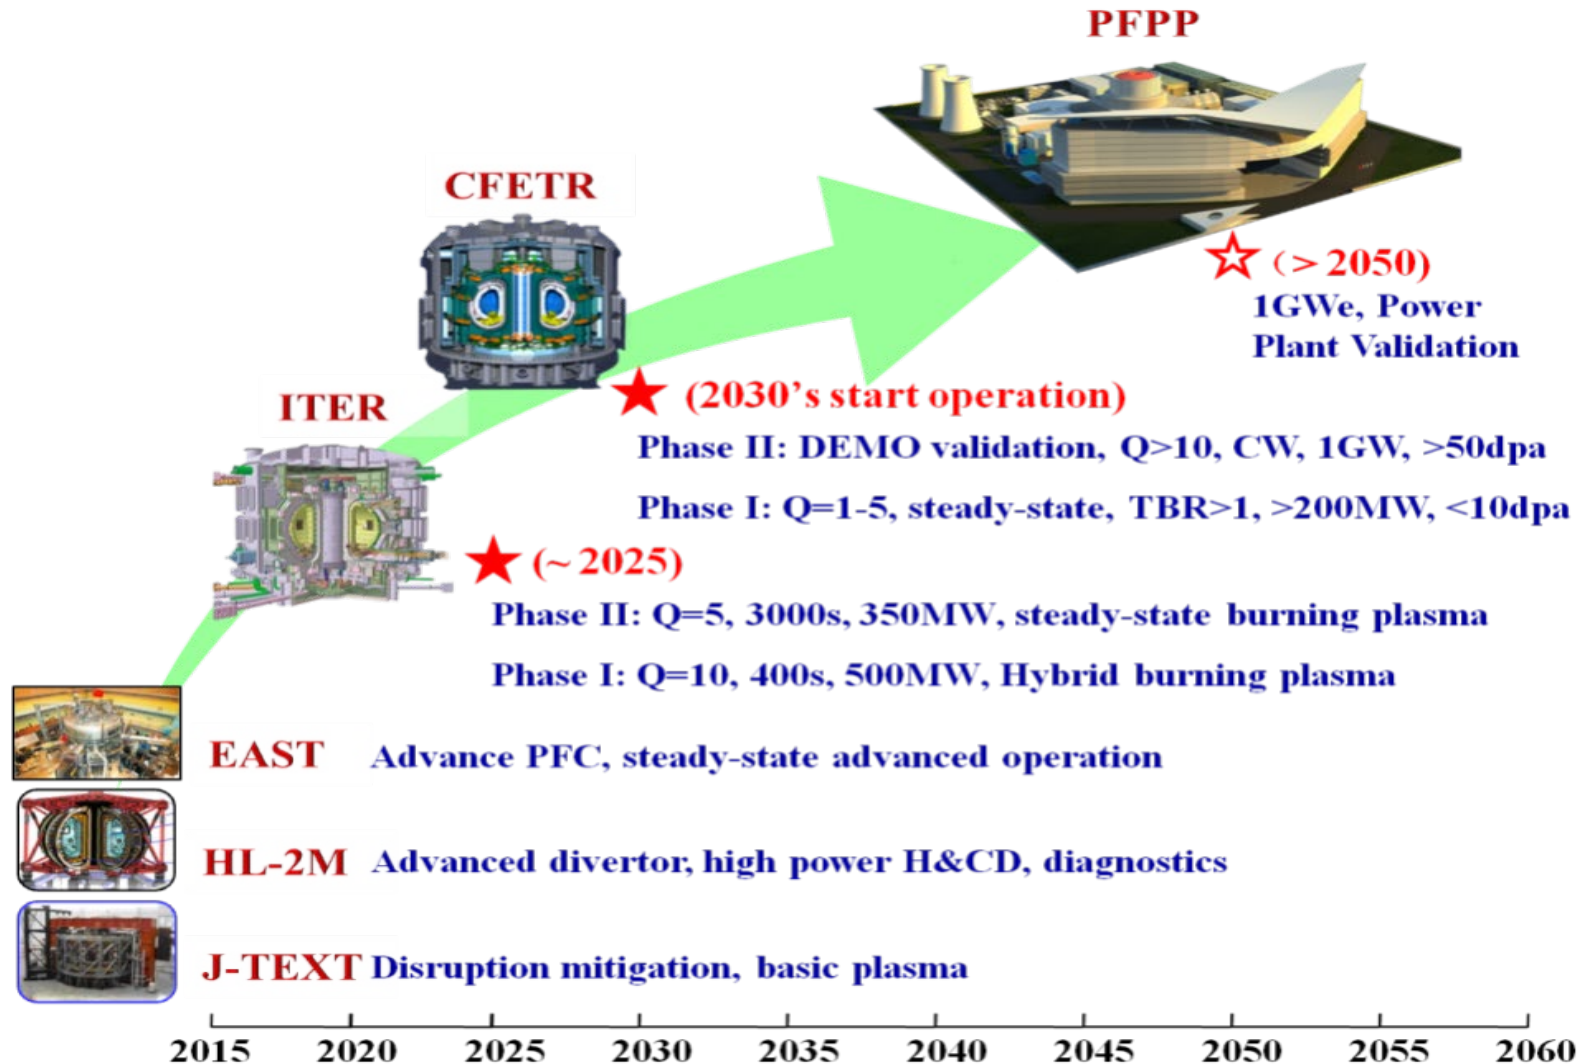 PFPP
CFETR
(> 2050)
1GWe, Power
Plant Validation
ITER
(2030's start operation)
Phase II: DEMO validation, Q>10, CW, 1GW, >50dpa
Phase I: Q=1-5, steady-state, TBR>1, >200MW, <10dpa
(~ 2025)
Phase II: Q=5, 3000s, 350MW, steady-state burning plasma
Phase I: Q=10, 400s, 500MW, Hybrid burning plasma
EAST Advance PFC, steady-state advanced operation
HL-2M Advanced divertor, high power H&CD, diagnostics
J-TEXT Disruption mitigation, basic plasma
2015 2020 2025 2030 2035 2040 2045 2050 2055 2060